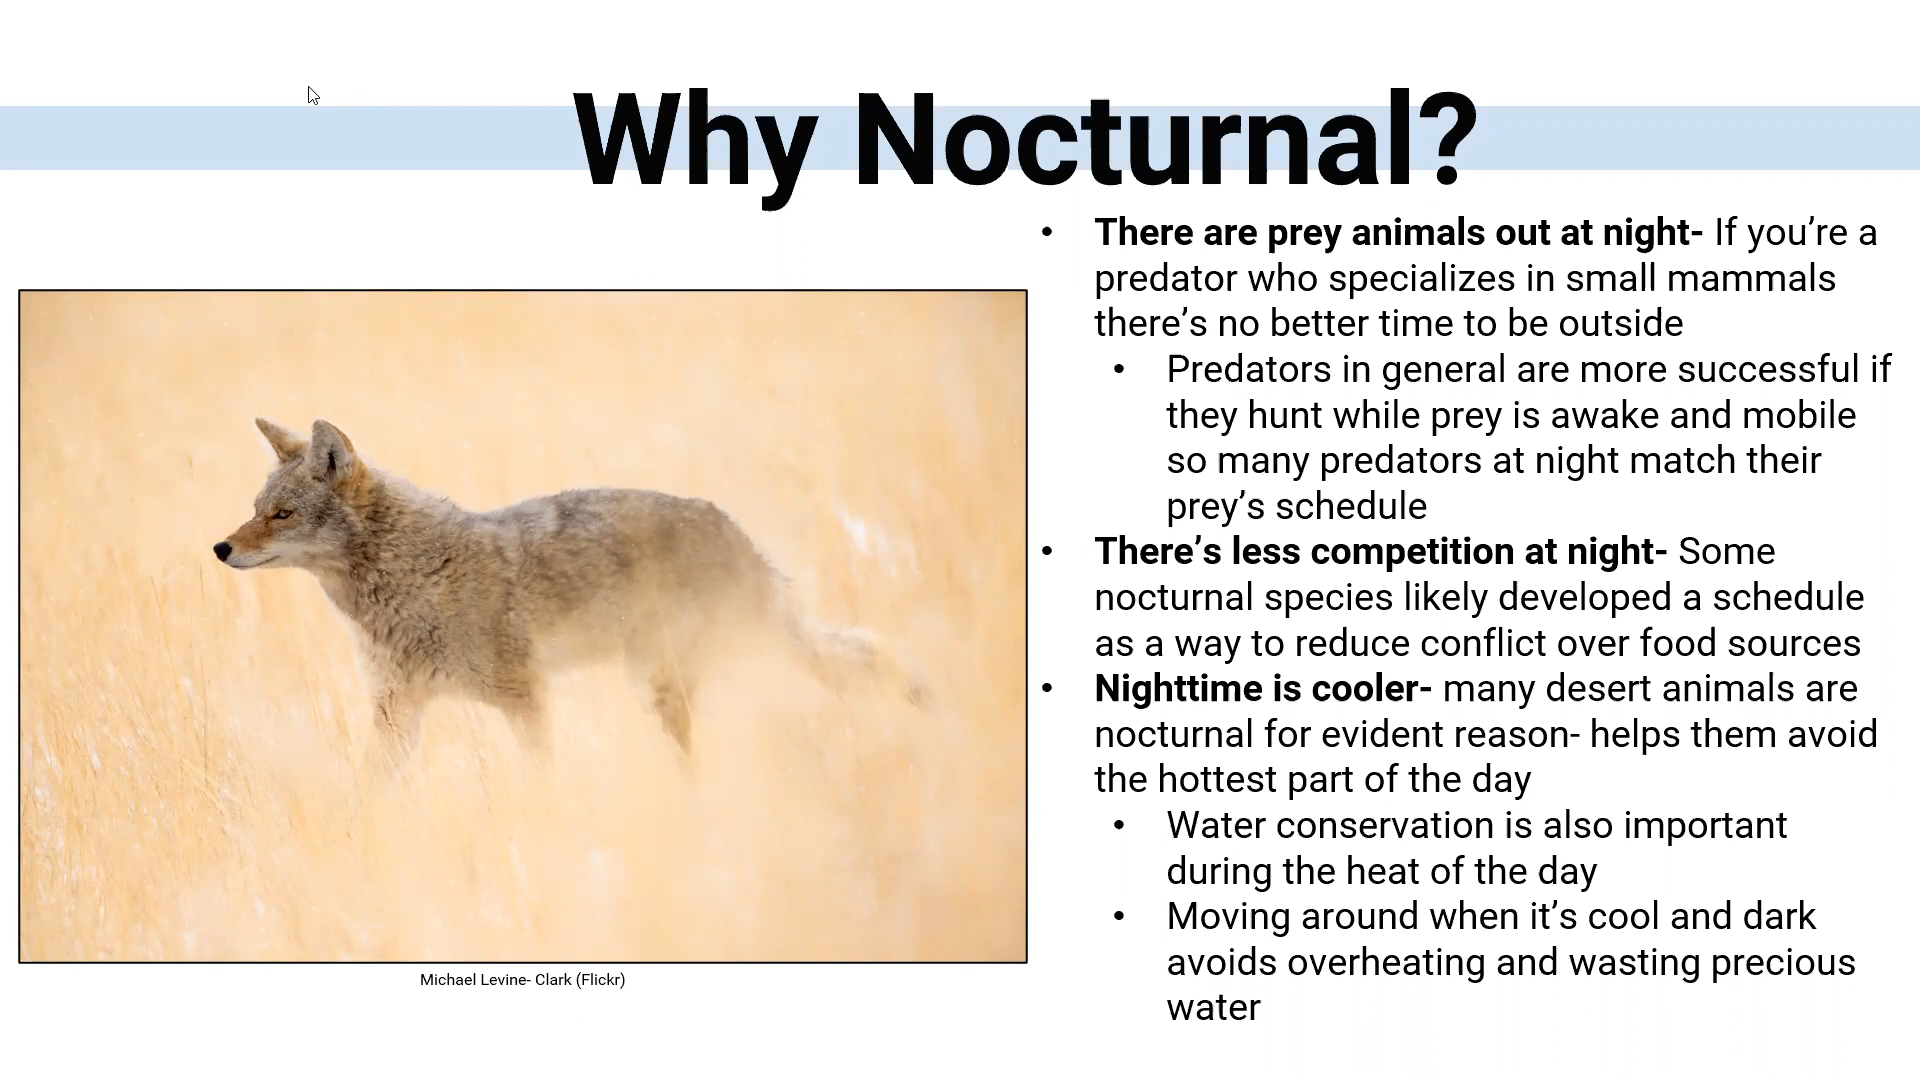 Why Nocturnal?
• There are prey animals out at night- If you’re a
predator who specializes in small mammals
there’s no better time to be outside
• Predators in general are more successful if
they hunt while prey is awake and mobile
so many predators at night match their
prey’s schedule
• There’s less competition at night- Some
nocturnal species likely developed a schedule
as a way to reduce conflict over food sources
• Nighttime is cooler- many desert animals are
nocturnal for evident reason- helps them avoid
the hottest part of the day
• Water conservation is also important
during the heat of the day
• Moving around when it’s cool and dark
avoids overheating and wasting precious
water
Michael Levine- Clark (Flickr)